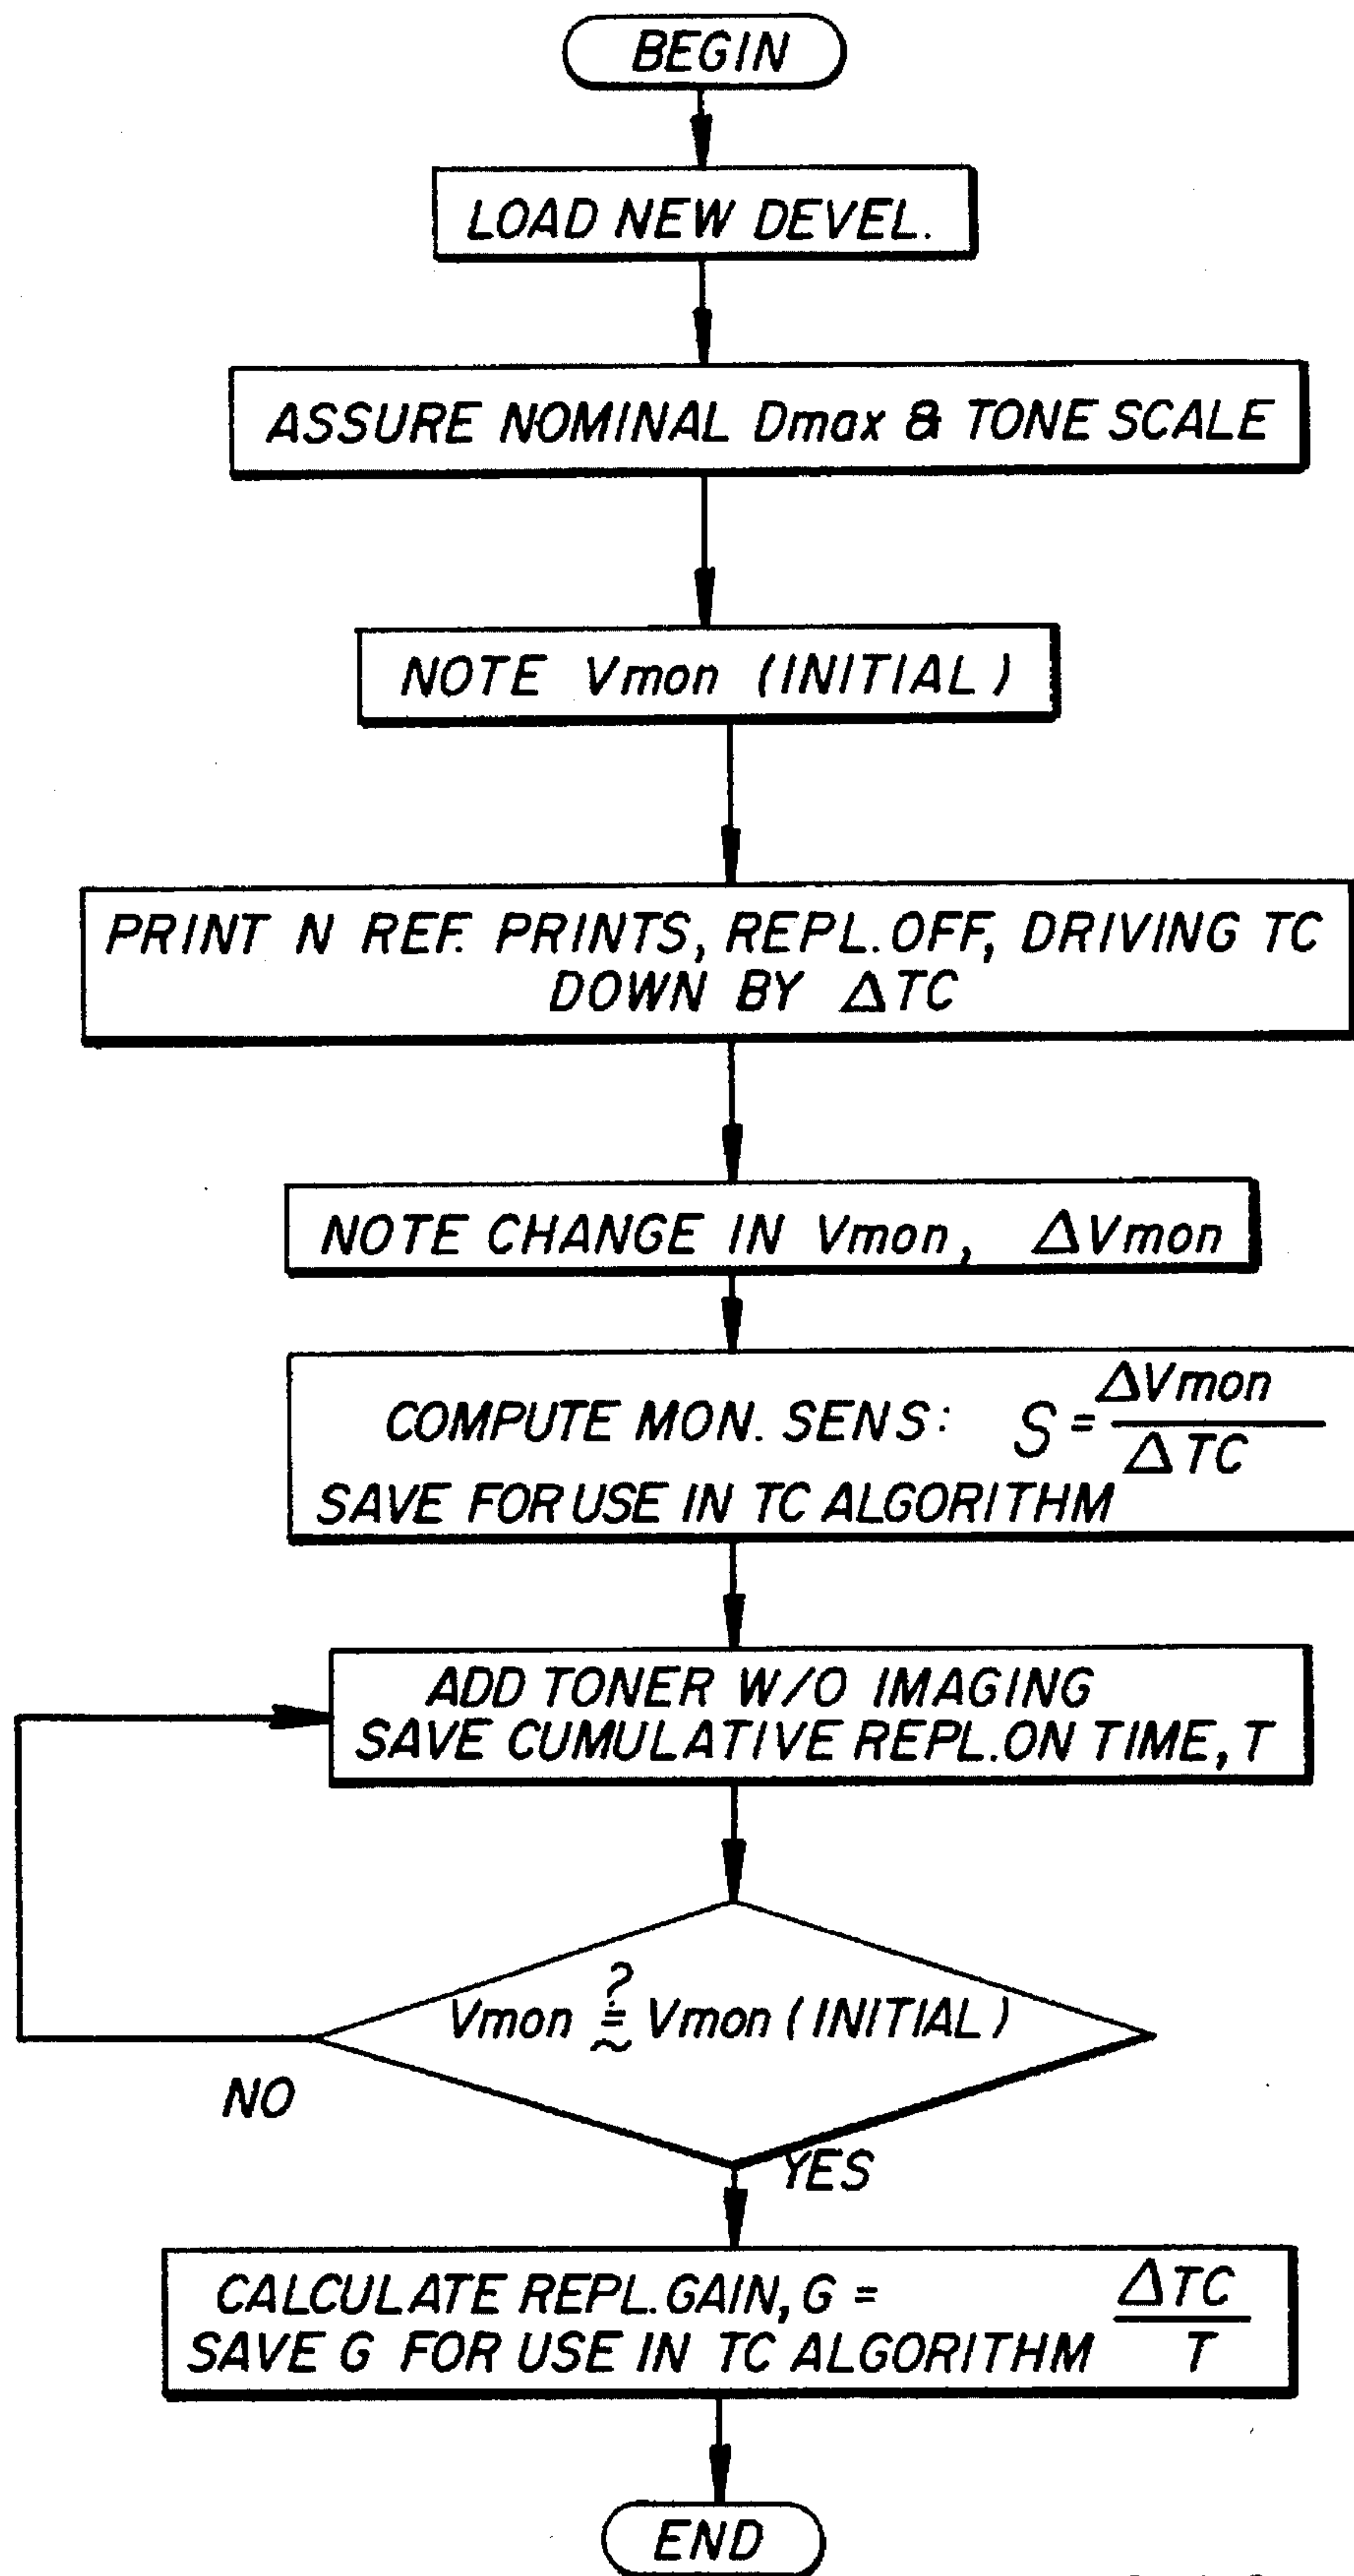 BEGIN
LOAD NEW DEVEL.
ASSURE NOMINAL Dmax & TONE SCALE
NOTE Vmon (INITIAL)
PRINT N REF. PRINTS, REPL. OFF, DRIVING TC
DOWN BY ΔTC
NOTE CHANGE IN Vmon, ΔVmon
COMPUTE MON. SENS: S = ΔVmon / ΔTC
SAVE FOR USE IN TC ALGORITHM
ADD TONER W/O IMAGING
SAVE CUMULATIVE REPL. ON TIME, T
Vmon ≟ Vmon (INITIAL)
NO
YES
CALCULATE REPL. GAIN, G = ΔTC / T
SAVE G FOR USE IN TC ALGORITHM
END